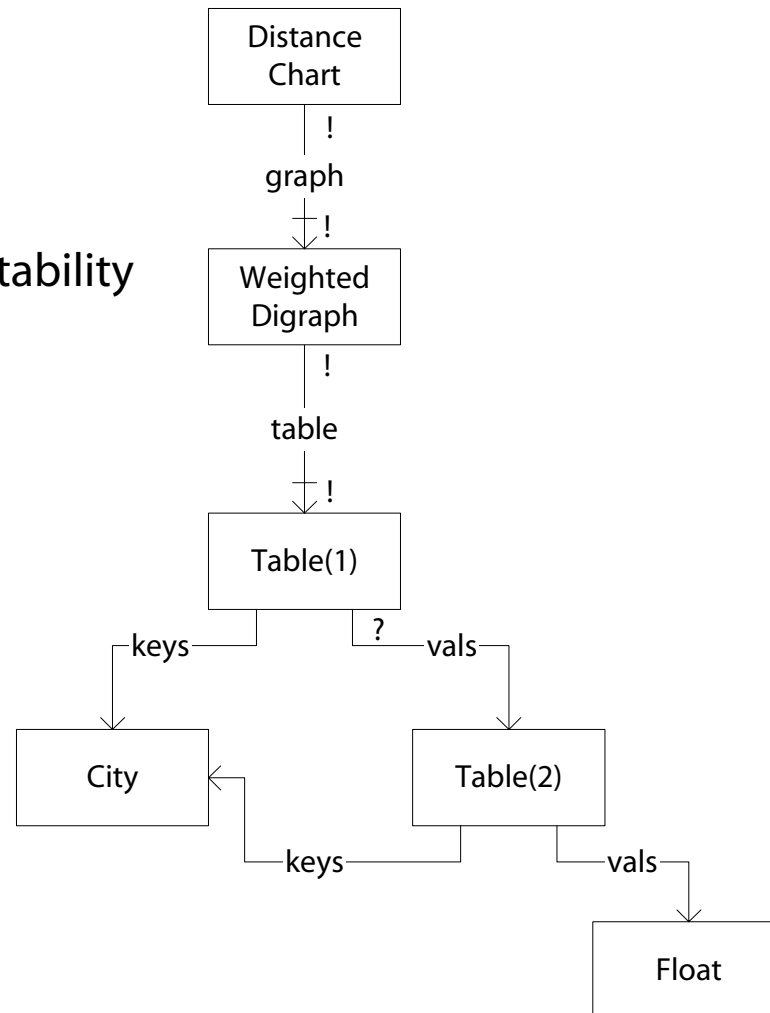 Distance
Chart
!
graph
!
tability
Weighted
Digraph
!
table
!
Table(1)
?
keys
vals
City
Table(2)
keys
vals
Float